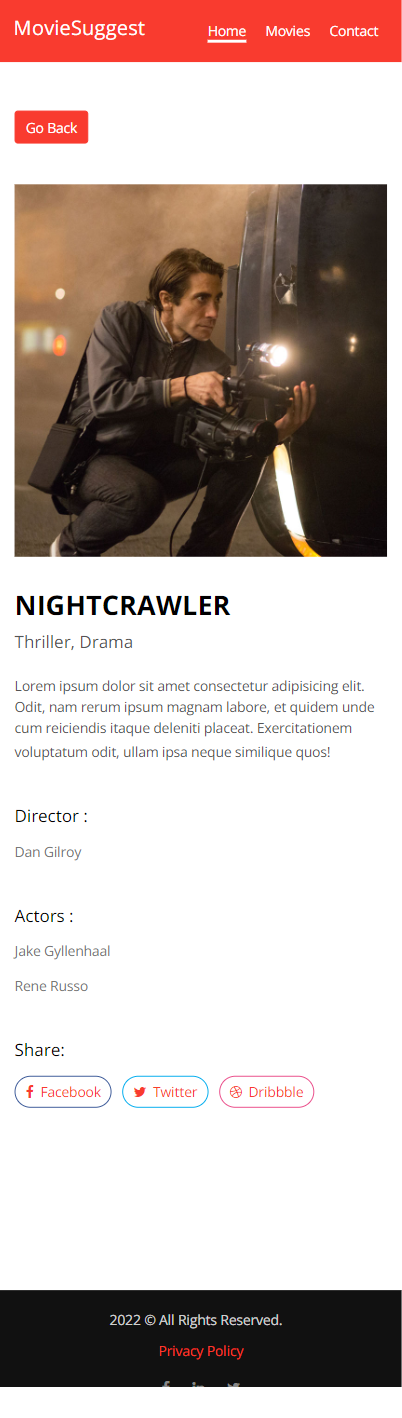 MovieSuggest
Home Movies Contact
Go Back
NIGHTCRAWLER
Thriller, Drama
Lorem ipsum dolor sit amet consectetur adipisicing elit.
Odit, nam rerum ipsum magnam labore, et quidem unde
cum reiciendis itaque deleniti placeat. Exercitationem
voluptatum odit, ullam ipsa neque similique quos!
Director :
Dan Gilroy
Actors :
Jake Gyllenhaal
Rene Russo
Share:
Facebook Twitter Dribbble
2022 © All Rights Reserved.
Privacy Policy